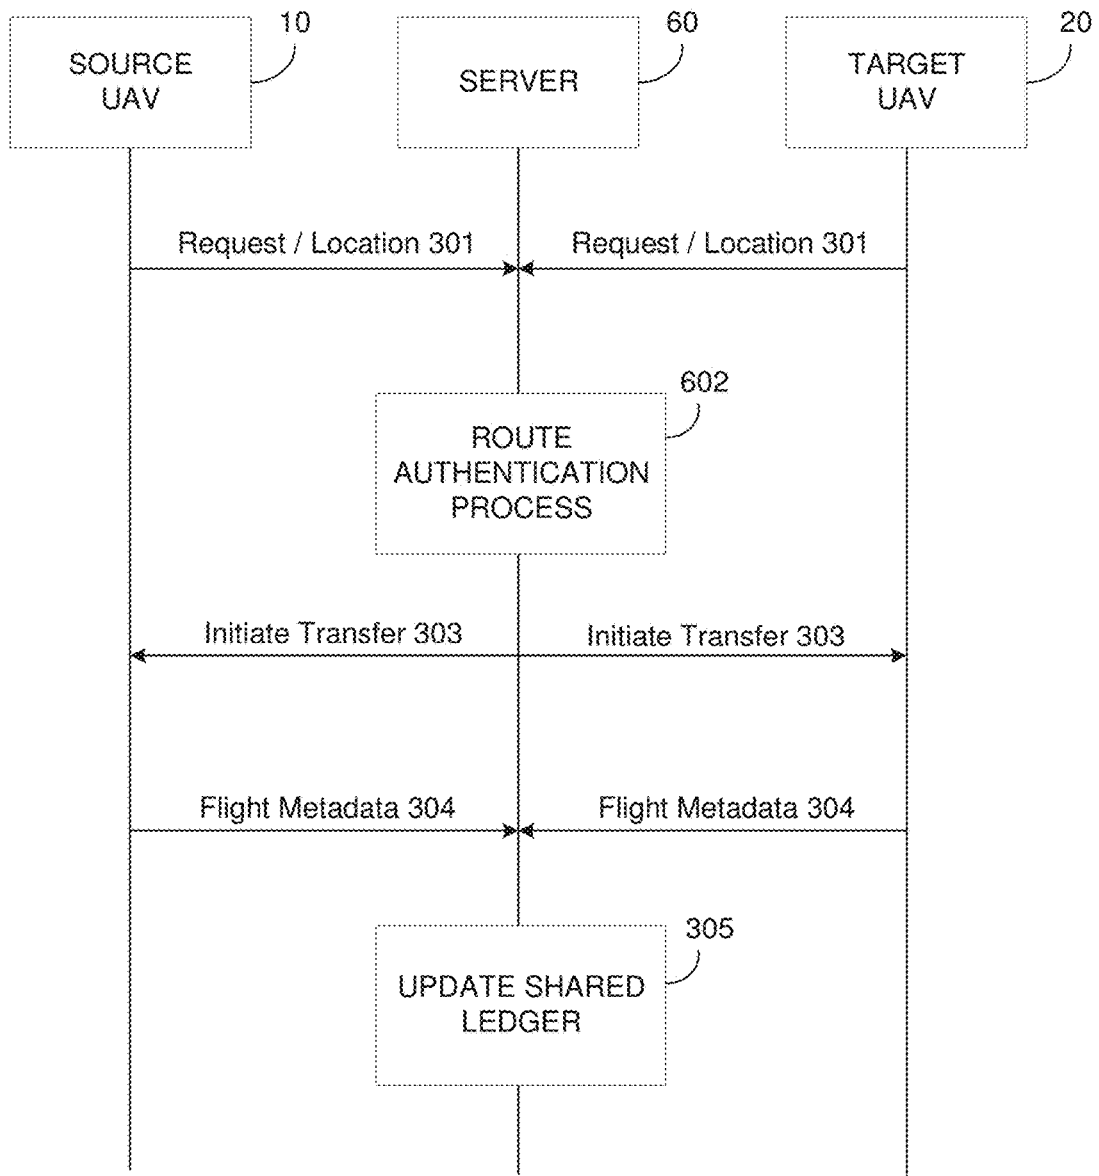 10
60
20
SOURCE
UAV
SERVER
TARGET
UAV
Request / Location 301
Request / Location 301
602
ROUTE
AUTHENTICATION
PROCESS
Initiate Transfer 303
Initiate Transfer 303
Flight Metadata 304
Flight Metadata 304
305
UPDATE SHARED
LEDGER